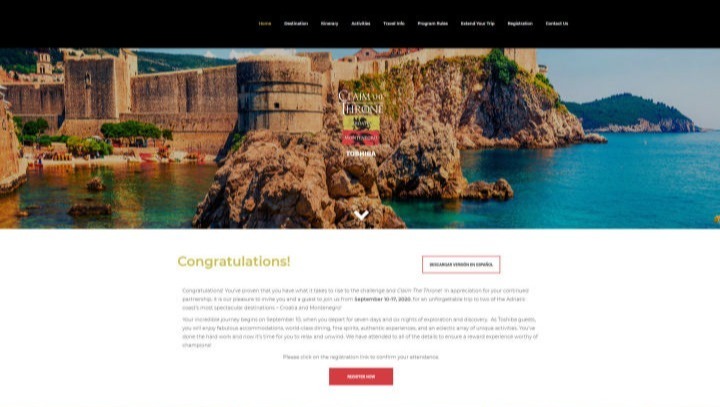 Home Destination Itinerary Activities Travel Info Program Rules Extend Your Trip Registration Contact Us
CLAIM THE
THRONE
CROATIA
MONTENEGRO
TOSHIBA
Congratulations!
DESCARGAR VERSIÓN EN ESPAÑOL
Congratulations! You've proven that you have what it takes to rise to the challenge and Claim The Throne! In appreciation for your continued
partnership, it is our pleasure to invite you and a guest to join us from September 10-17, 2020, for an unforgettable trip to two of the Adriatic
coast's most spectacular destinations – Croatia and Montenegro!
Your incredible journey begins on September 10, when you depart for seven days and six nights of exploration and discovery. As Toshiba guests,
you will enjoy fabulous accommodations, world-class dining, fine spirits, authentic experiences, and an eclectic array of unique activities. You've
done the hard work and now it's time for you to relax and unwind. We have attended to all of the details to ensure a reward experience worthy of
champions!
Please click on the registration link to confirm your attendance.
REGISTER NOW